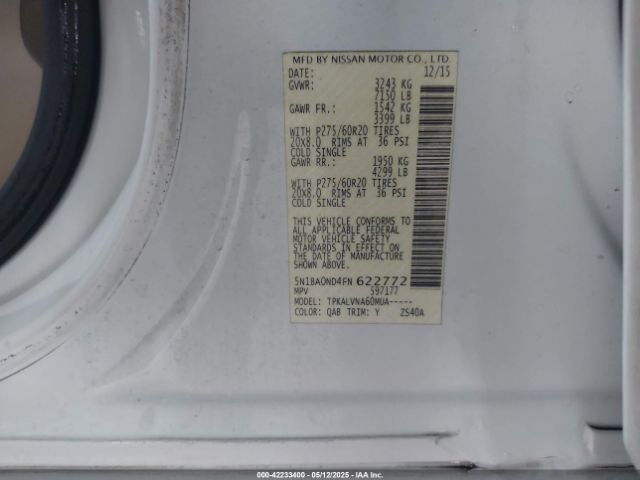 MFD BY NISSAN MOTOR CO., LTD.
DATE: 12/15
GVWR: 3243 KG
7150 LB
GAWR FR.: 1542 KG
3399 LB
WITH P275/60R20 TIRES
20x8.0 RIMS AT 36 PSI
COLD SINGLE
GAWR RR.: 1950 KG
4299 LB
WITH P275/60R20 TIRES
20x8.0 RIMS AT 36 PSI
COLD SINGLE
THIS VEHICLE CONFORMS TO
ALL APPLICABLE FEDERAL
MOTOR VEHICLE SAFETY
STANDARDS IN EFFECT ON
THE DATE OF MANUFACTURE
SHOWN ABOVE.
5N1BA0ND4FN 622772
MPV 597177
MODEL: TPKALVNA60MUA-----
COLOR: QAB TRIM: Y ZS40A
000-42233400 - 05/12/2025 - IAA Inc.